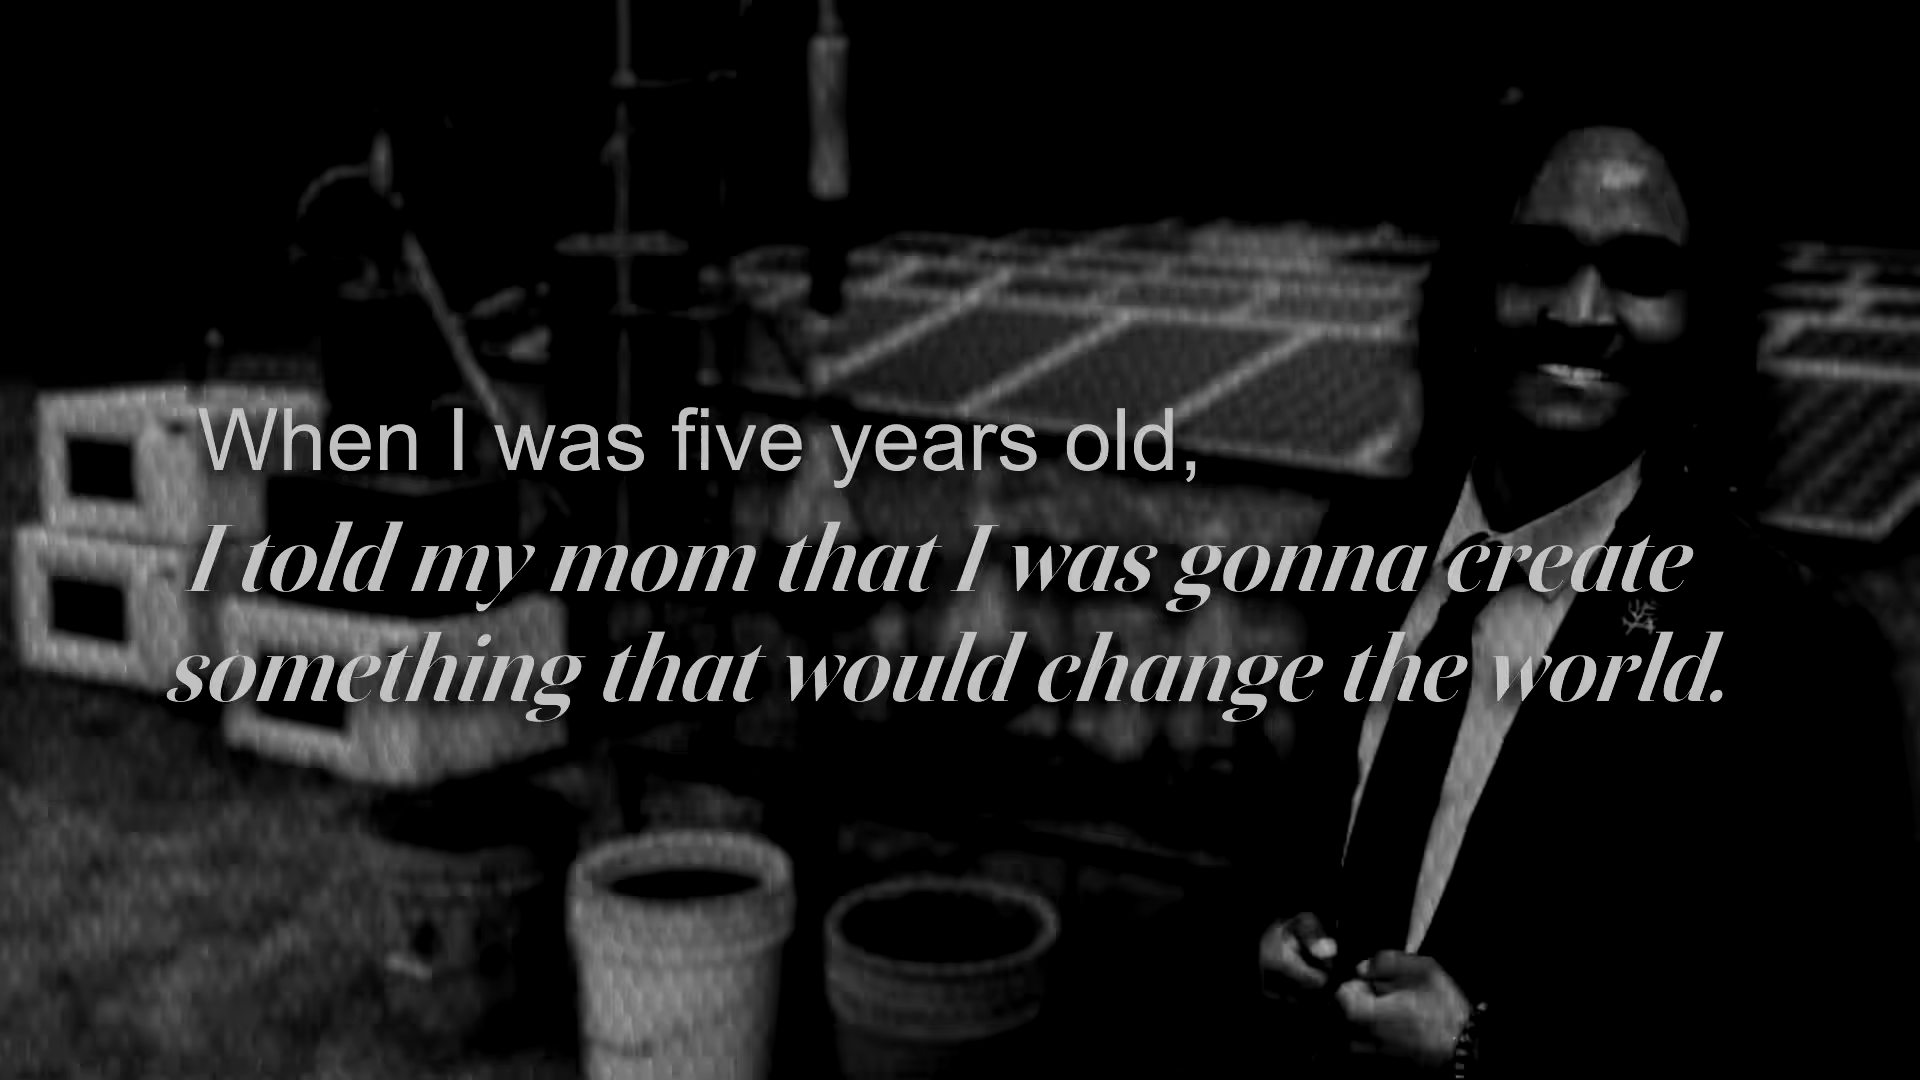 When I was five years old,
I told my mom that I was gonna create
something that would change the world.